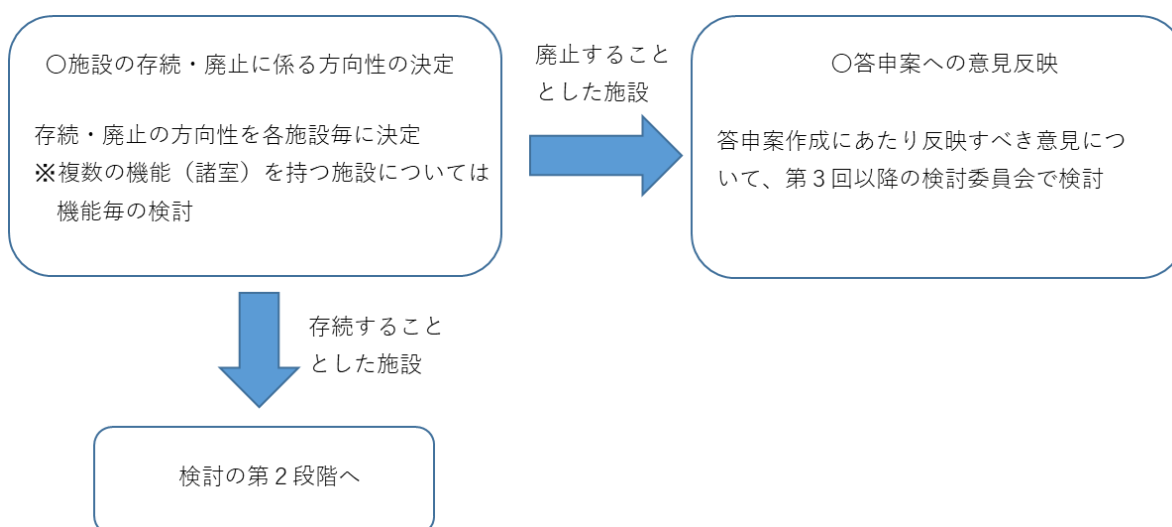 〇施設の存続・廃止に係る方向性の決定
存続・廃止の方向性を各施設毎に決定
※複数の機能（諸室）を持つ施設については
機能毎の検討
廃止すること
とした施設
〇答申案への意見反映
答申案作成にあたり反映すべき意見につ
いて、第３回以降の検討委員会で検討
存続すること
とした施設
検討の第２段階へ